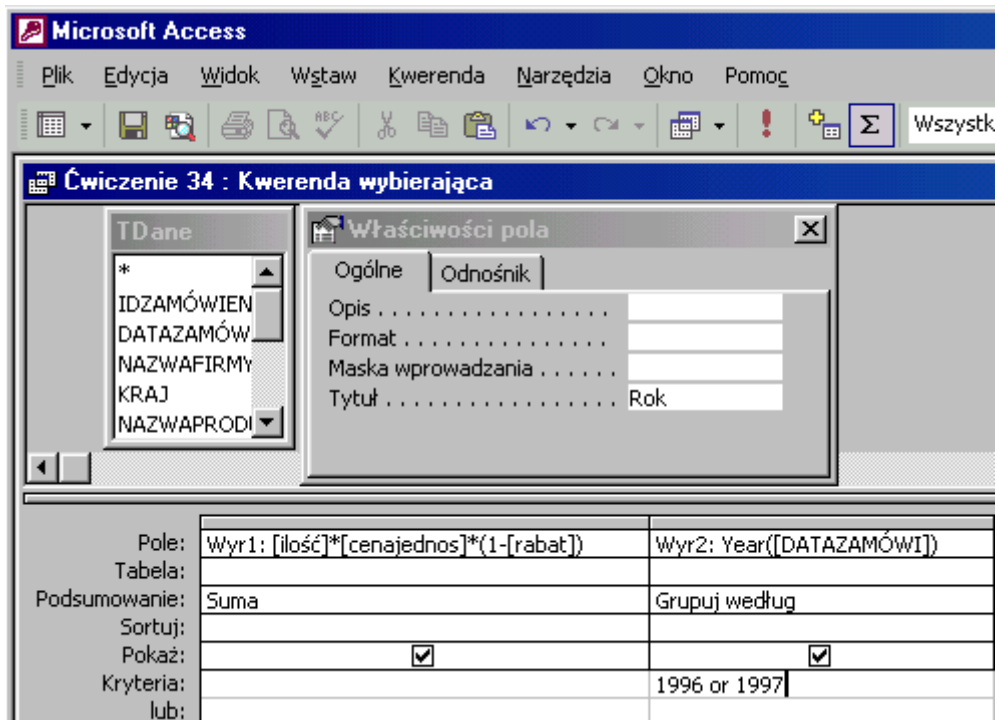 Microsoft Access
Plik Edycja Widok Wstaw Kwerenda Narzędzia Okno Pomoc
ABC Σ Wszystk
Ćwiczenie 34 : Kwerenda wybierająca
TDane
*
IDZAMÓWIEN
DATAZAMÓW
NAZWAFIRMY
KRAJ
NAZWAPRODU
Właściwości pola
Ogólne Odnośnik
Opis . . . . . . . . . . . . . . . . .
Format . . . . . . . . . . . . . . .
Maska wprowadzania . . . . . .
Tytuł . . . . . . . . . . . . . . . . . Rok
Pole: Wyr1: [ilość]*[cenajednos]*(1-[rabat]) Wyr2: Year([DATAZAMÓWI])
Tabela:
Podsumowanie: Suma Grupuj według
Sortuj:
Pokaż:
Kryteria: 1996 or 1997
lub: